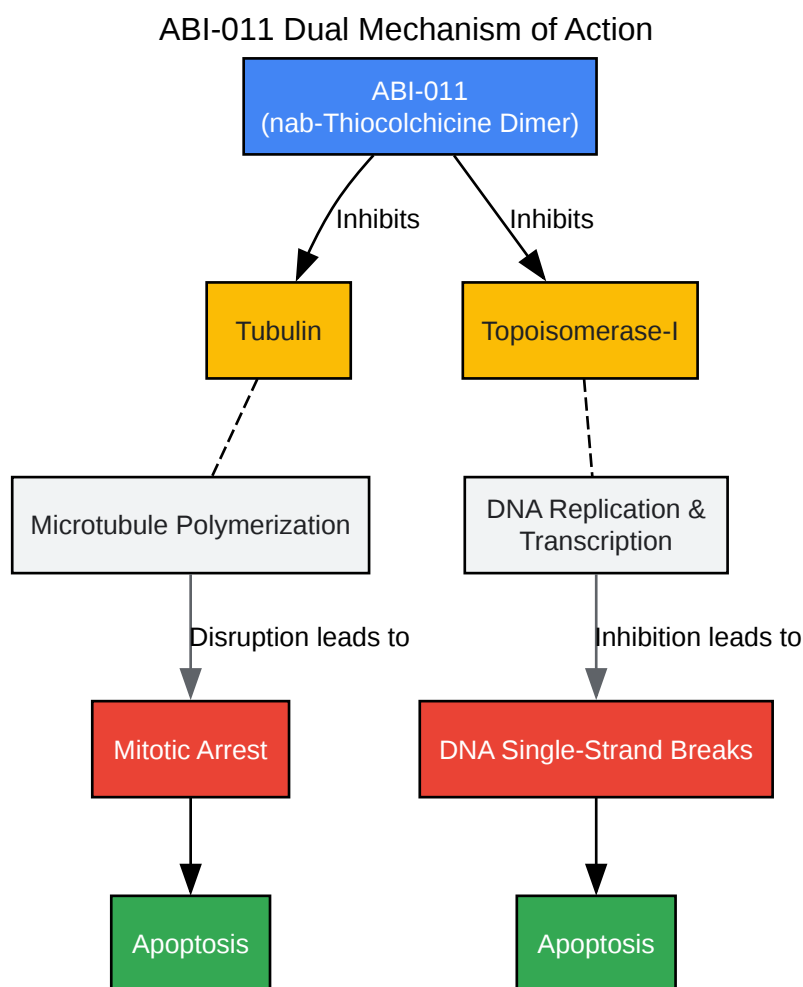 ABI-011 Dual Mechanism of Action
ABI-011
(nab-Thiocolchicine Dimer)
Inhibits
Inhibits
Tubulin
Topoisomerase-I
Microtubule Polymerization
DNA Replication &
Transcription
Disruption leads to
Inhibition leads to
Mitotic Arrest
DNA Single-Strand Breaks
Apoptosis
Apoptosis